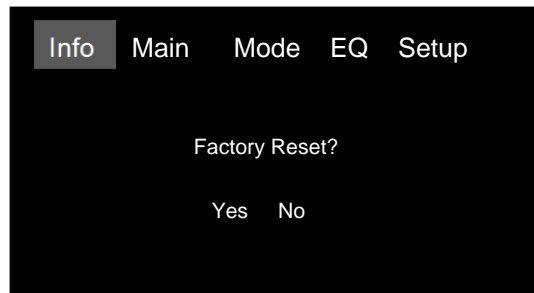 Info Main Mode EQ Setup
Factory Reset?
Yes No